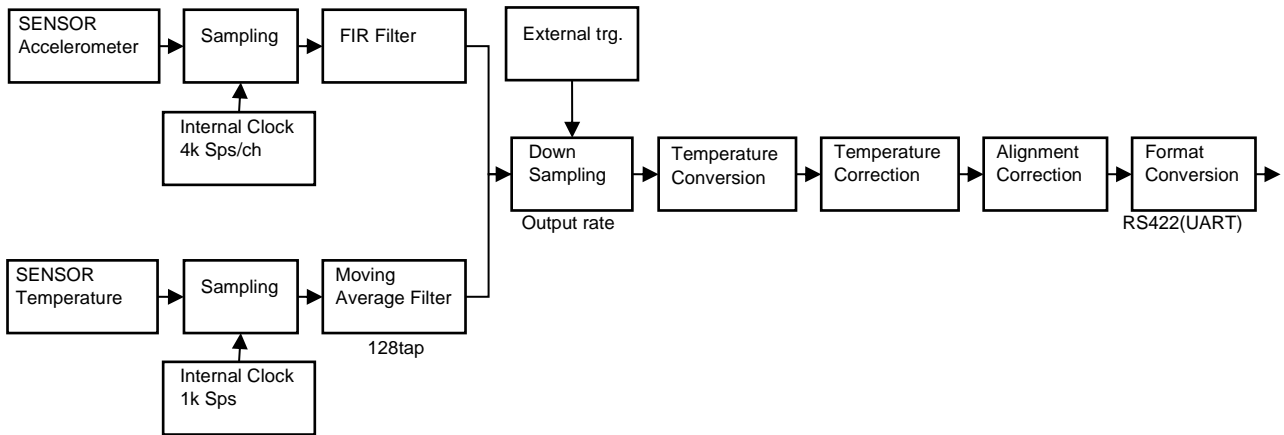 SENSOR
Accelerometer
Sampling
FIR Filter
External trg.
Internal Clock
4k Sps/ch
Down
Sampling
Output rate
Temperature
Conversion
Temperature
Correction
Alignment
Correction
Format
Conversion
RS422(UART)
SENSOR
Temperature
Sampling
Moving
Average Filter
128tap
Internal Clock
1k Sps